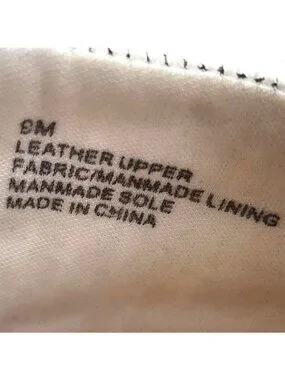 9M
LEATHER UPPER
FABRIC/MANMADE LINING
MANMADE SOLE
MADE IN CHINA